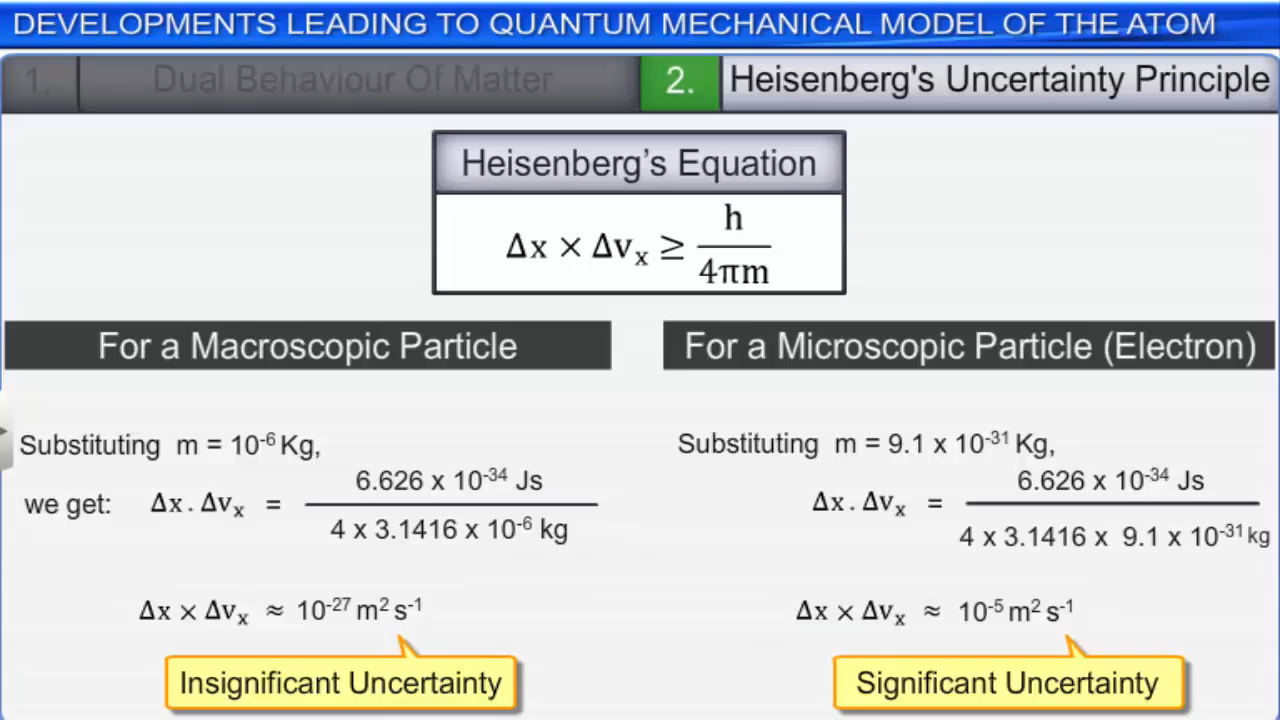 DEVELOPMENTS LEADING TO QUANTUM MECHANICAL MODEL OF THE ATOM
1. Dual Behaviour Of Matter 2. Heisenberg's Uncertainty Principle
Heisenberg’s Equation
Δx × Δvₓ ≥ h / 4πm
For a Macroscopic Particle
Substituting m = 10⁻⁶ Kg,
we get: Δx . Δvₓ = 6.626 x 10⁻³⁴ Js / 4 x 3.1416 x 10⁻⁶ kg
Δx × Δvₓ ≈ 10⁻²⁷ m² s⁻¹
Insignificant Uncertainty
For a Microscopic Particle (Electron)
Substituting m = 9.1 x 10⁻³¹ Kg,
Δx . Δvₓ = 6.626 x 10⁻³⁴ Js / 4 x 3.1416 x 9.1 x 10⁻³¹ kg
Δx × Δvₓ ≈ 10⁻⁵ m² s⁻¹
Significant Uncertainty